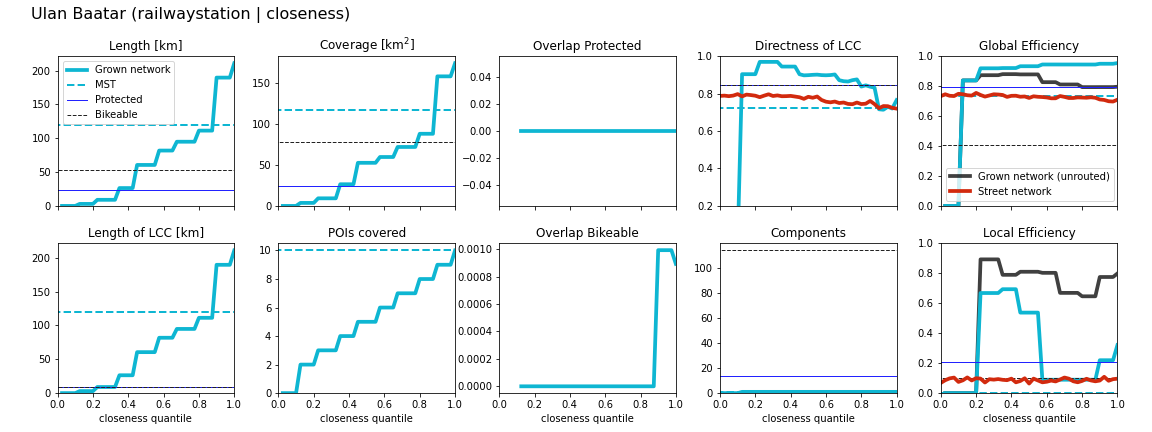 Ulan Baatar (railwaystation | closeness)
Length [km]
Coverage [km²]
Overlap Protected
Directness of LCC
Global Efficiency
Grown network
MST
Protected
Bikeable
Grown network (unrouted)
Street network
0
50
100
150
200
0
50
100
150
−0.04
−0.02
0.00
0.02
0.04
0.2
0.4
0.6
0.8
1.0
0.0
0.2
0.4
0.6
0.8
1.0
Length of LCC [km]
POIs covered
Overlap Bikeable
Components
Local Efficiency
0
50
100
150
200
0
2
4
6
8
10
0.0000
0.0002
0.0004
0.0006
0.0008
0.0010
0
20
40
60
80
100
0.0
0.2
0.4
0.6
0.8
1.0
0.0 0.2 0.4 0.6 0.8 1.0
0.0 0.2 0.4 0.6 0.8 1.0
0.0 0.2 0.4 0.6 0.8 1.0
0.0 0.2 0.4 0.6 0.8 1.0
0.0 0.2 0.4 0.6 0.8 1.0
closeness quantile
closeness quantile
closeness quantile
closeness quantile
closeness quantile